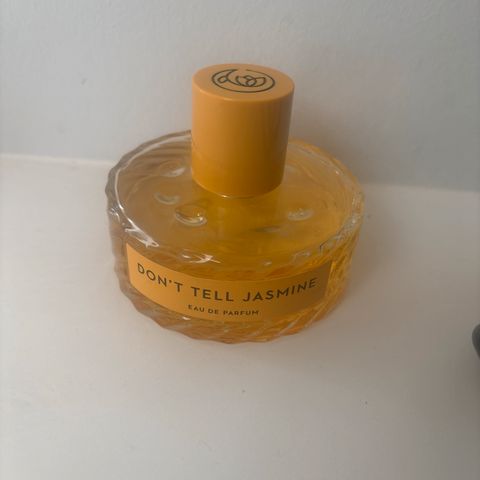 DON'T TELL JASMINE
EAU DE PARFUM